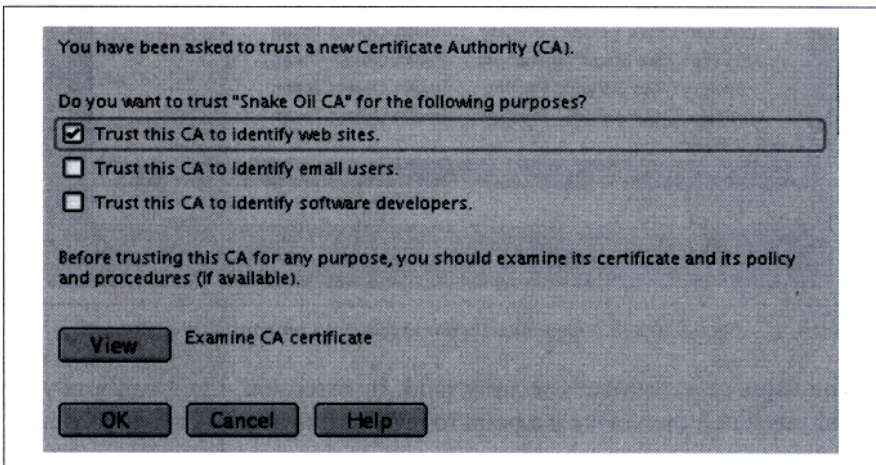 You have been asked to trust a new Certificate Authority (CA).
Do you want to trust "Snake Oil CA" for the following purposes?
Trust this CA to identify web sites.
Trust this CA to identify email users.
Trust this CA to identify software developers.
Before trusting this CA for any purpose, you should examine its certificate and its policy
and procedures (if available).
View Examine CA certificate
OK Cancel Help